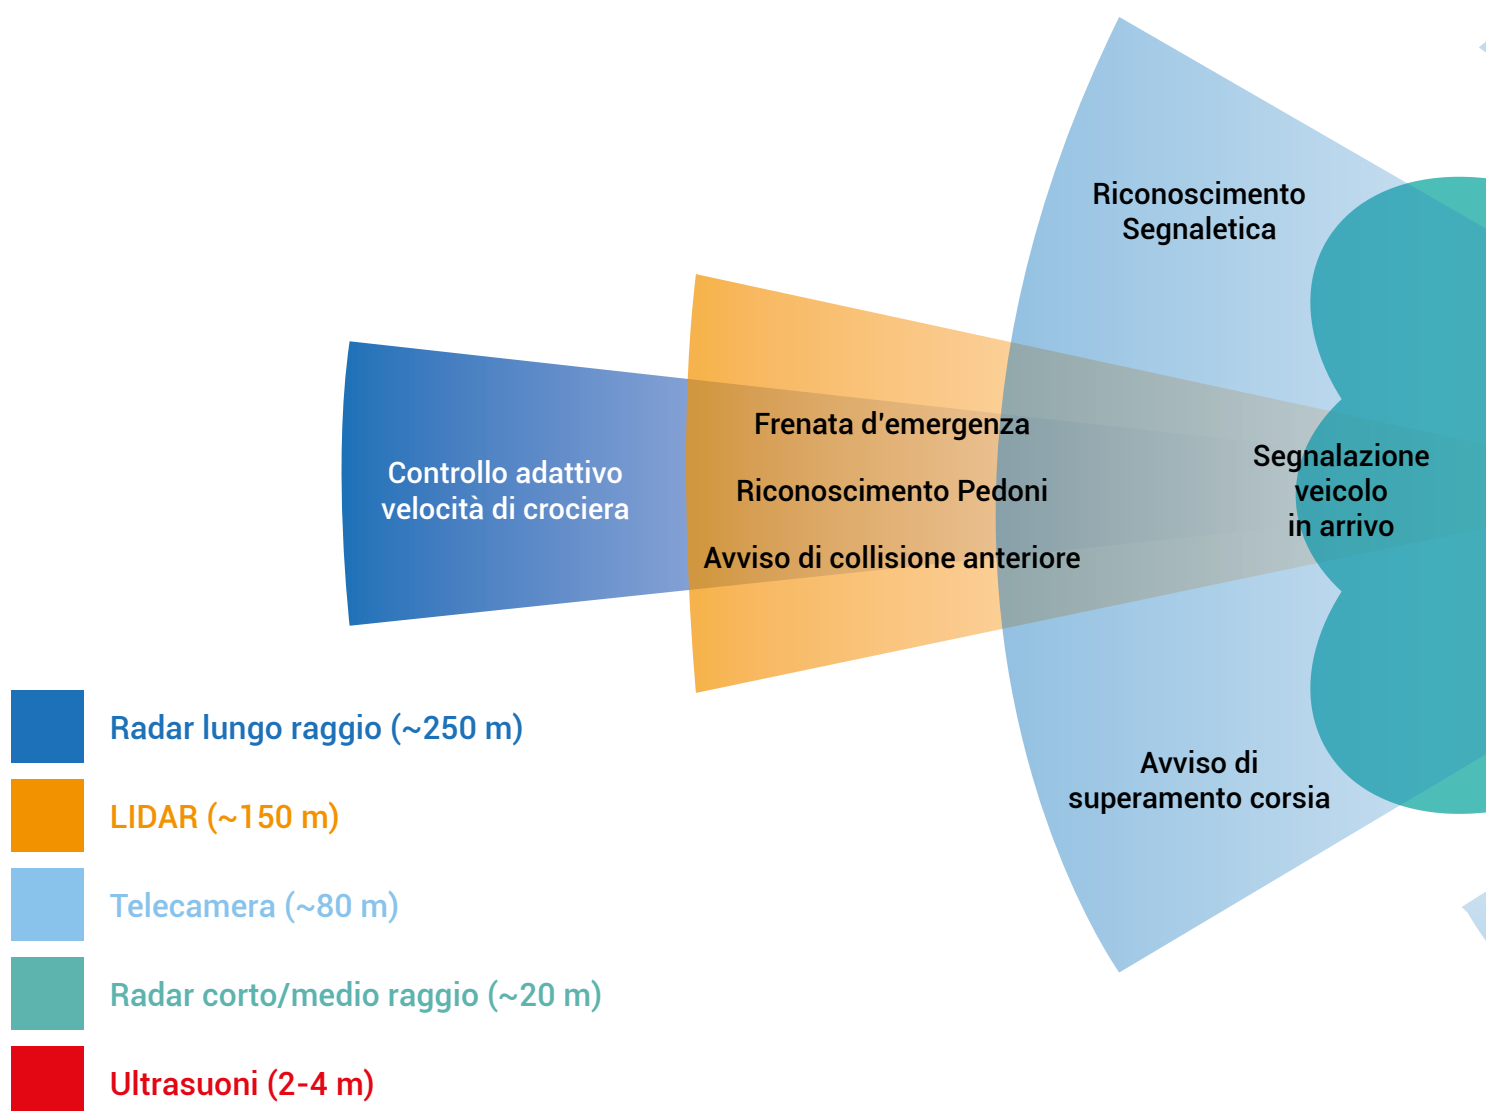 Riconoscimento
Segnaletica
Controllo adattivo
velocità di crociera
Frenata d'emergenza
Riconoscimento Pedoni
Avviso di collisione anteriore
Segnalazione
veicolo
in arrivo
Avviso di
superamento corsia
Radar lungo raggio (~250 m)
LIDAR (~150 m)
Telecamera (~80 m)
Radar corto/medio raggio (~20 m)
Ultrasuoni (2-4 m)